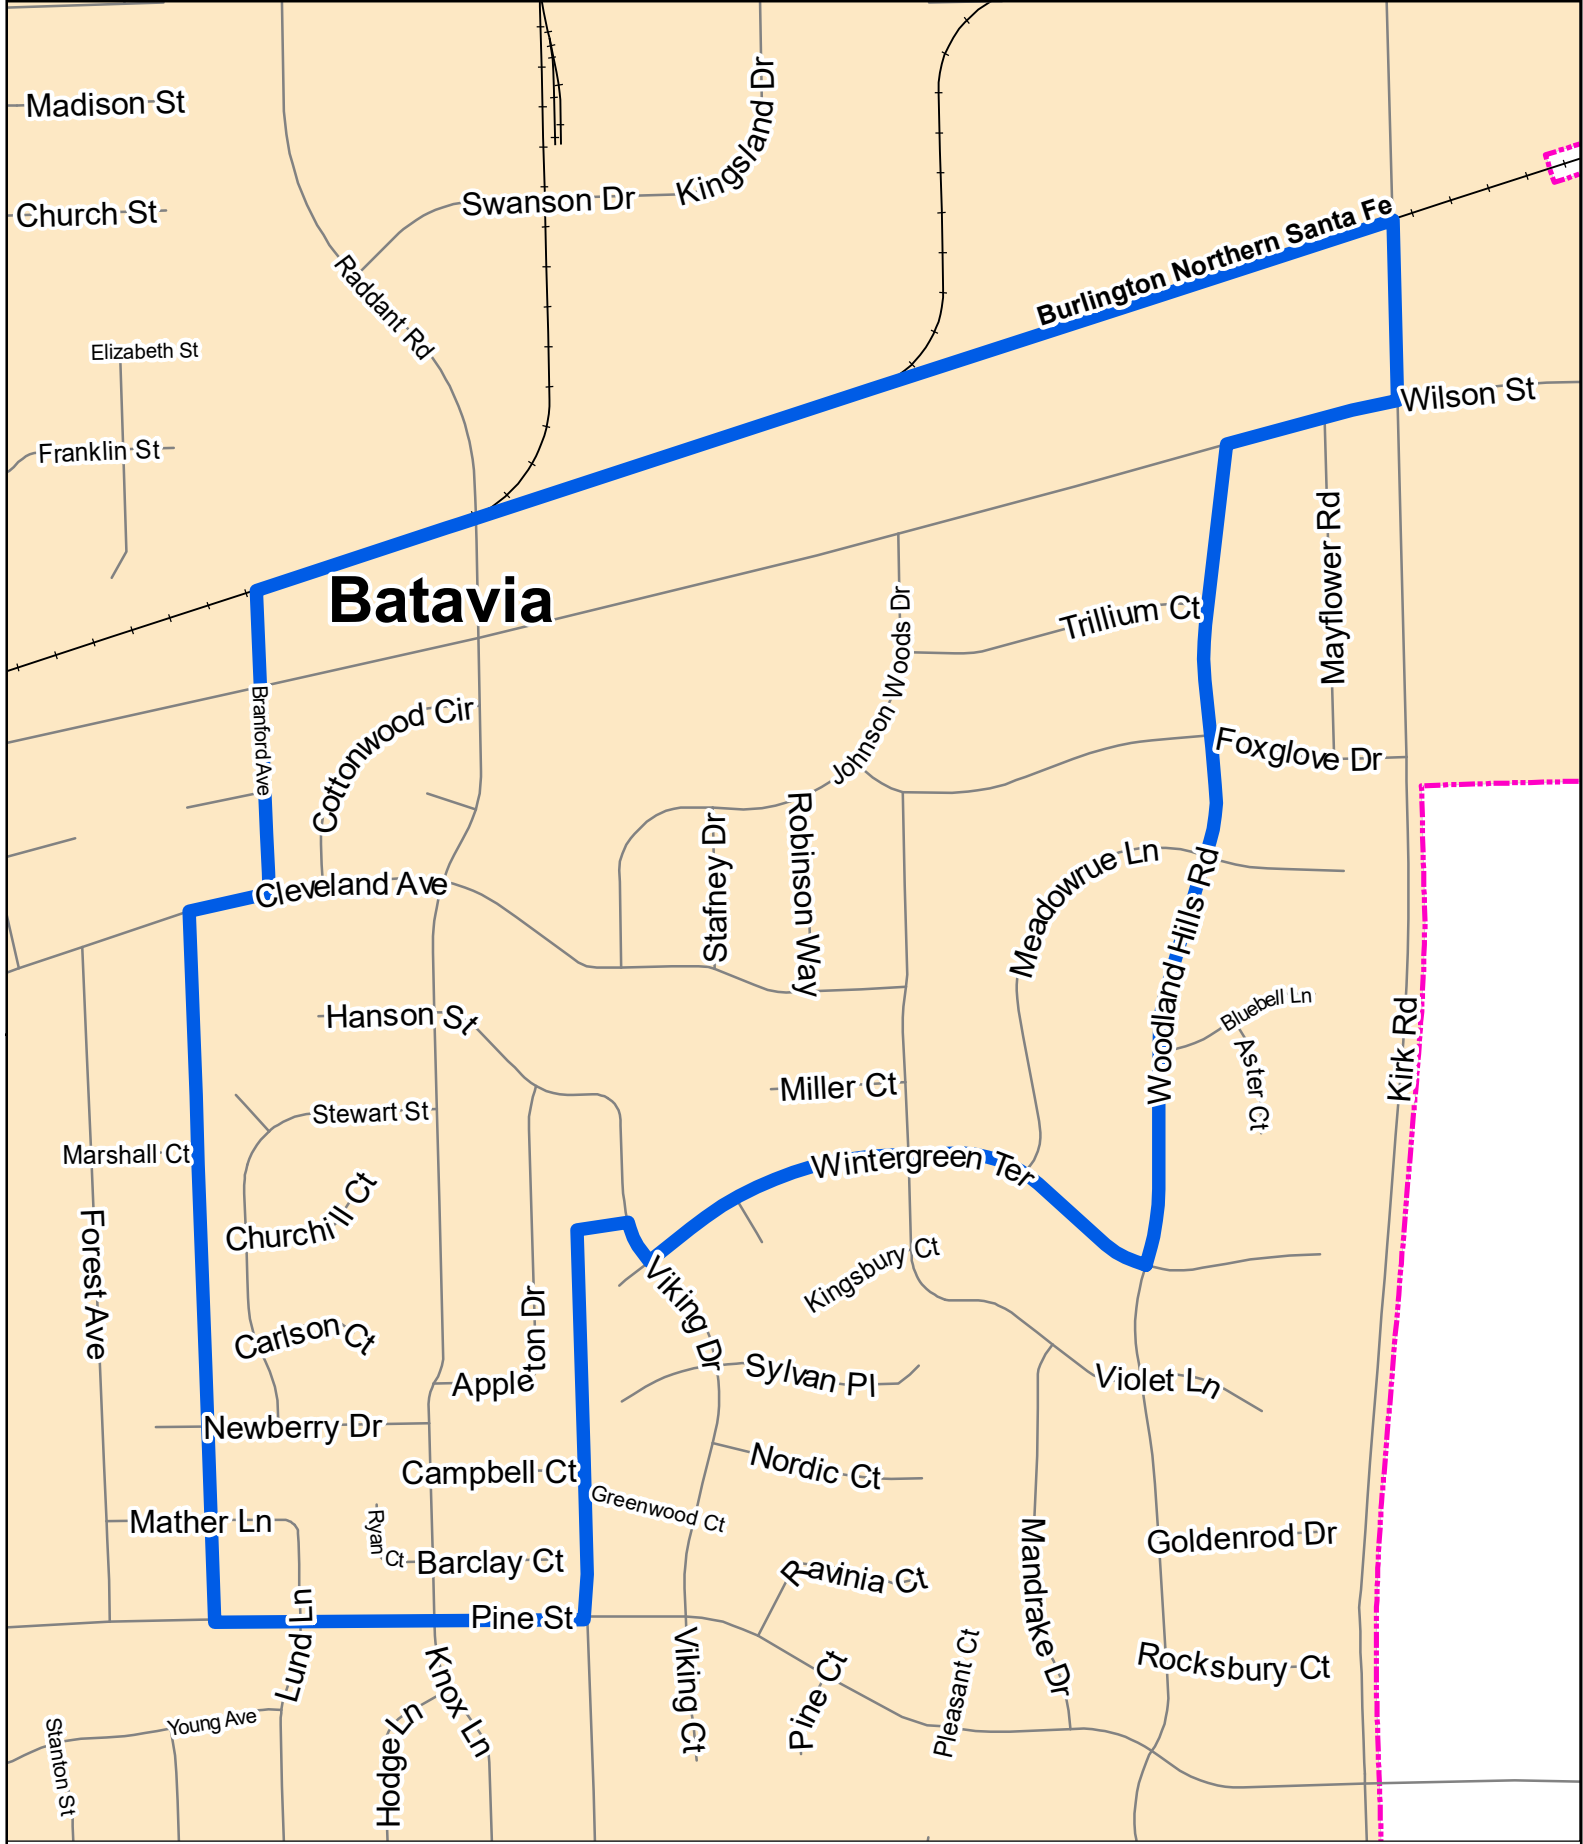 Madison St
Kingsland Dr
Swanson Dr
Church St
Burlington Northern Santa Fe
Raddant Rd
Elizabeth St
Wilson St
Franklin St
Batavia
Mayflower Rd
Trillium Ct
Johnson Woods Dr
Branford Ave
Cottonwood Cir
Foxglove Dr
Cleveland Ave
Stafney Dr
Robinson Way
Meadowrue Ln
Woodland Hills Rd
Bluebell Ln
Aster Ct
Kirk Rd
Hanson St
Miller Ct
Stewart St
Marshall Ct
Wintergreen Ter
Churchill Ct
Forest Ave
Kingsbury Ct
Viking Dr
Carlson Ct
Appleton Dr
Sylvan Pl
Violet Ln
Newberry Dr
Campbell Ct
Nordic Ct
Greenwood Ct
Mather Ln
Ryan Ct
Barclay Ct
Goldenrod Dr
Mandrake Dr
Ravinia Ct
Pine St
Lund Ln
Knox Ln
Viking Ct
Pine Ct
Pleasant Ct
Rocksbury Ct
Young Ave
Hodge Ln
Stanton St